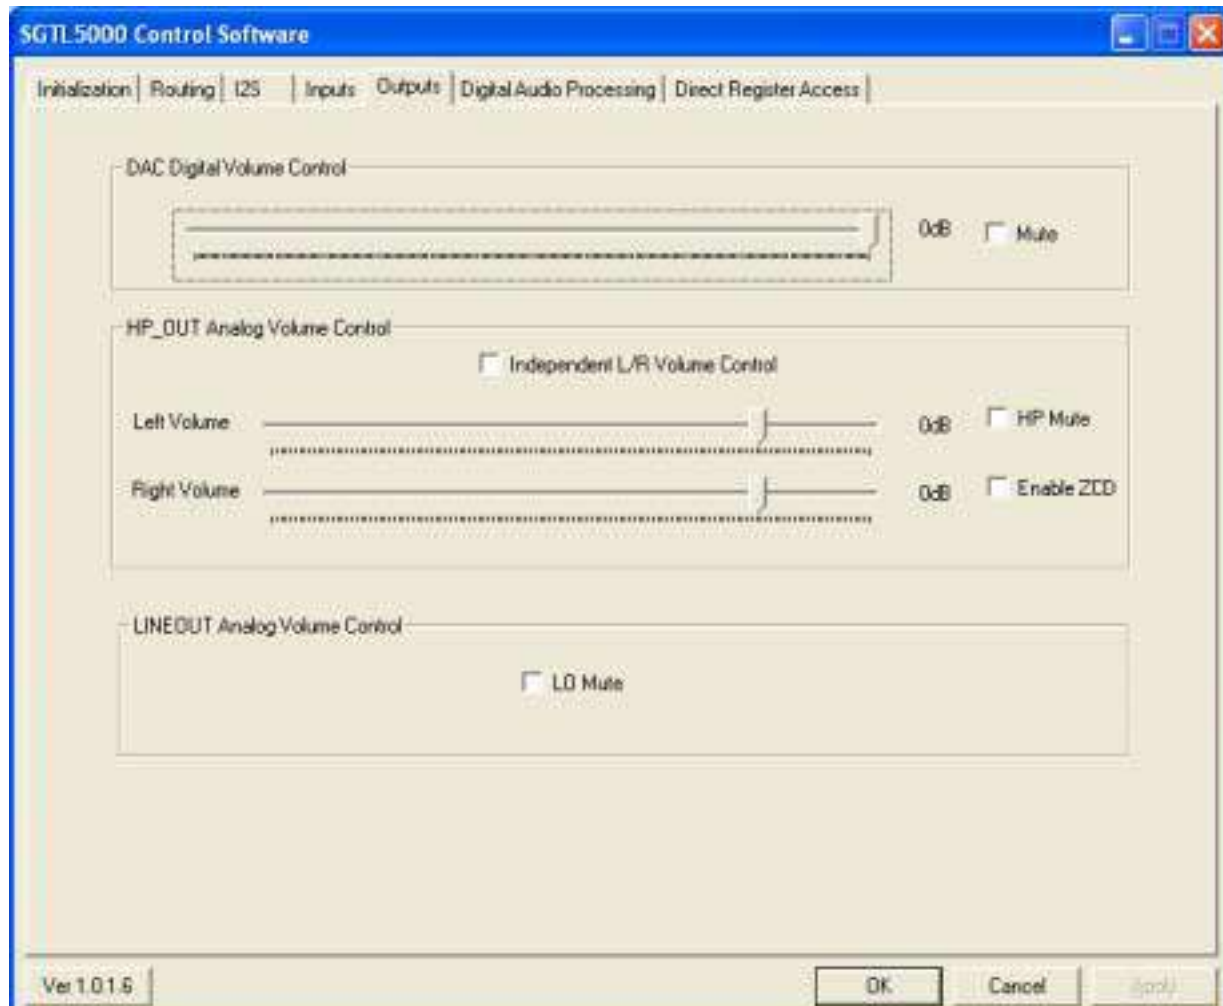 SGTL5000 Control Software
Initialization Routing I2S Inputs Outputs Digital Audio Processing Direct Register Access
DAC Digital Volume Control
0dB Mute
HP_OUT Analog Volume Control
Independent L/R Volume Control
Left Volume 0dB HP Mute
Right Volume 0dB Enable ZCD
LINEOUT Analog Volume Control
LO Mute
Ver 1.0.1.6 OK Cancel Apply